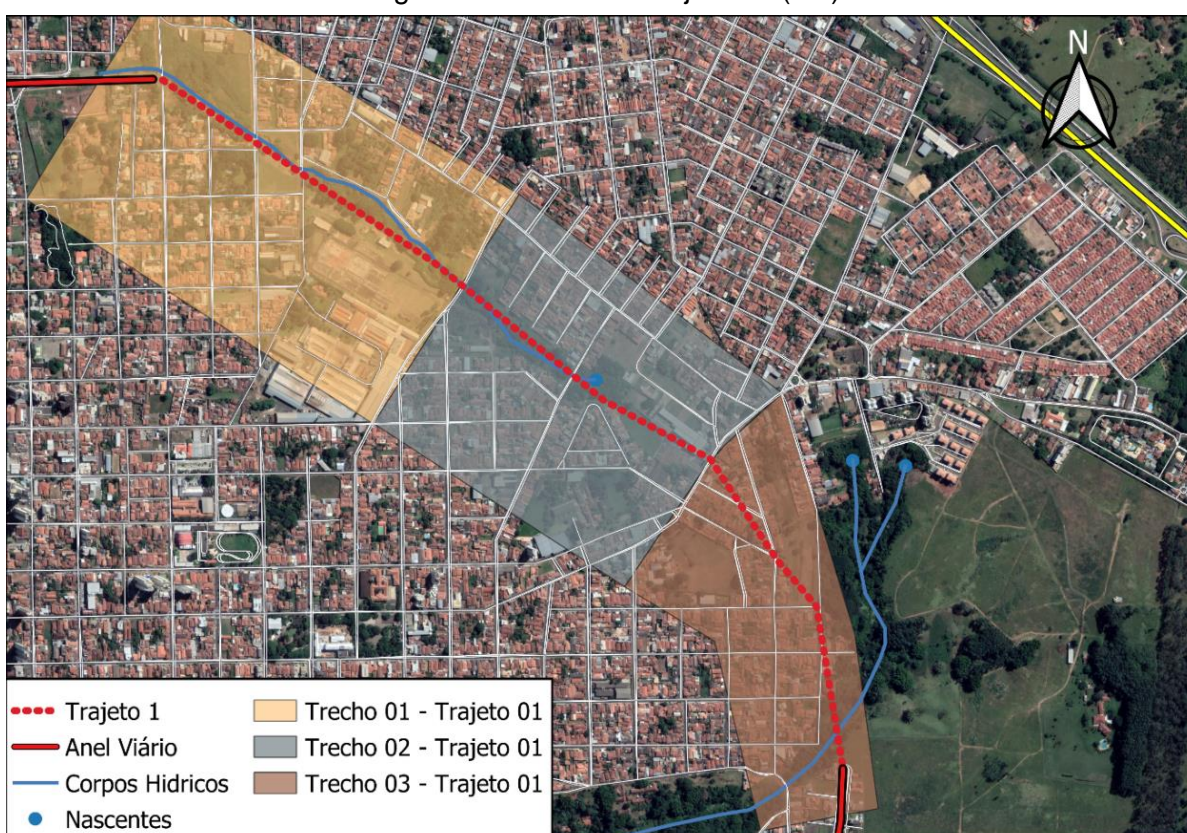 N
Trajeto 1
Anel Viário
Corpos Hidricos
Nascentes
Trecho 01 - Trajeto 01
Trecho 02 - Trajeto 01
Trecho 03 - Trajeto 01